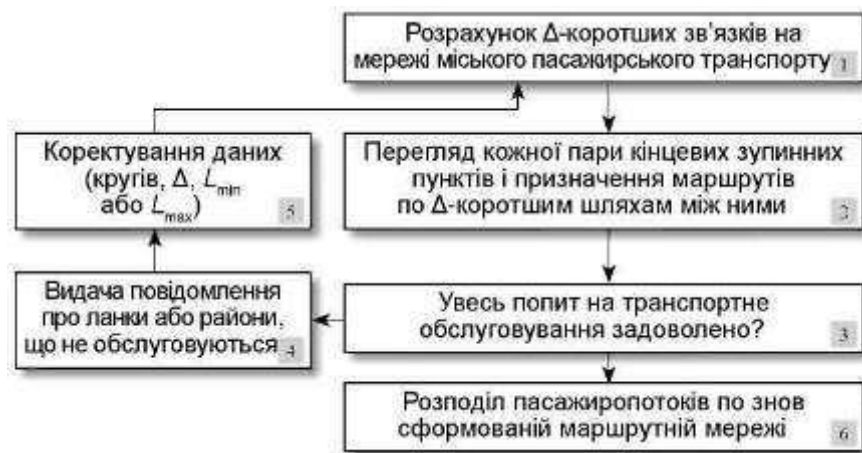 Розрахунок Δ-коротших зв'язків на
мережі міського пасажирського транспорту
1
Коректування даних
(кругів, Δ, Lmin
або Lmax)
5
Перегляд кожної пари кінцевих зупинних
пунктів і призначення маршрутів
по Δ-коротшим шляхам між ними
2
Видача повідомлення
про ланки або райони,
що не обслуговуються
4
Увесь попит на транспортне
обслуговування задоволено?
3
Розподіл пасажиропотоків по знов
сформованій маршрутній мережі
6